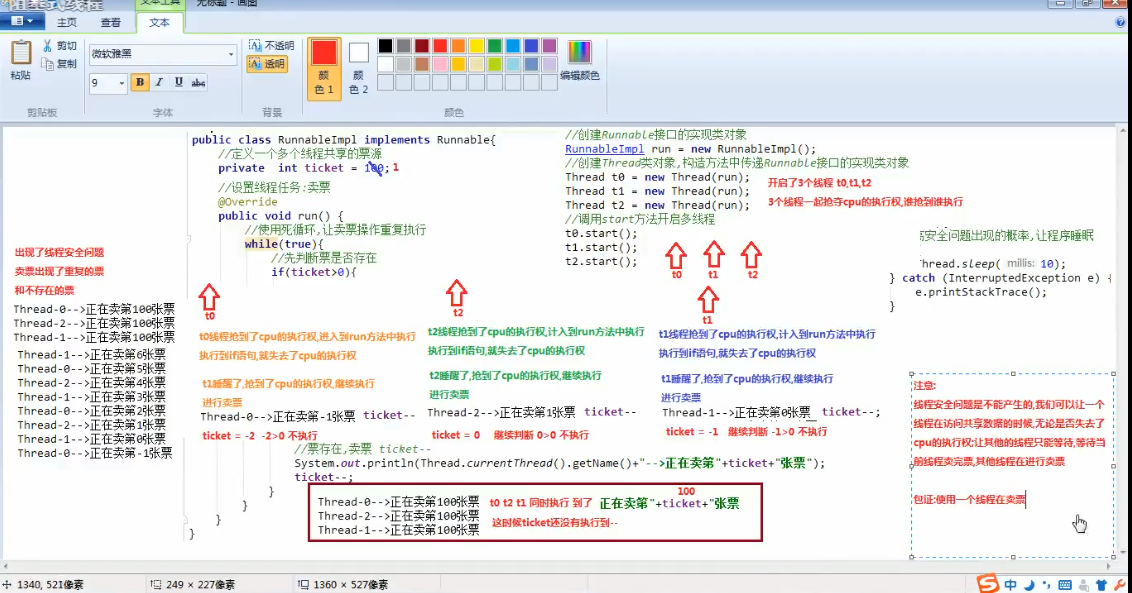 无标题 - 画图
主页
查看
文本
粘贴
剪切
复制
剪贴板
微软雅黑
9
B I U abc
字体
不透明
透明
背景
颜色 1
颜色 2
颜色
编辑颜色
public class RunnableImpl implements Runnable{
//定义一个多个线程共享的票源
private int ticket = 100; 1
//设置线程任务:卖票
@Override
public void run() {
//使用死循环,让卖票操作重复执行
while(true){
//先判断票是否存在
if(ticket>0){
//创建Runnable接口的实现类对象
RunnableImpl run = new RunnableImpl();
//创建Thread类对象,构造方法中传递Runnable接口的实现类对象
Thread t0 = new Thread(run);
Thread t1 = new Thread(run);
Thread t2 = new Thread(run);
//调用start方法开启多线程
t0.start();
t1.start();
t2.start();
开启了3个线程 t0,t1,t2
3个线程一起抢夺cpu的执行权,谁抢到谁执行
t0
t1
t2
安全问题出现的概率,让程序睡眠
Thread.sleep( millis: 10);
} catch (InterruptedException e) {
e.printStackTrace();
}
出现了线程安全问题
卖票出现了重复的票
和不存在的票
Thread-0-->正在卖第100张票
Thread-2-->正在卖第100张票
Thread-1-->正在卖第100张票
Thread-1-->正在卖第6张票
Thread-0-->正在卖第5张票
Thread-2-->正在卖第4张票
Thread-1-->正在卖第3张票
Thread-0-->正在卖第2张票
Thread-2-->正在卖第1张票
Thread-1-->正在卖第0张票
Thread-0-->正在卖第-1张票
t0
t0线程抢到了cpu的执行权,进入到run方法中执行
执行到if语句,就失去了cpu的执行权
t1睡醒了,抢到了cpu的执行权,继续执行
进行卖票
Thread-0-->正在卖第-1张票 ticket--
ticket = -2 -2>0 不执行
t2
t2线程抢到了cpu的执行权,计入到run方法中执行
执行到if语句,就失去了cpu的执行权
t2睡醒了,抢到了cpu的执行权,继续执行
进行卖票
Thread-2-->正在卖第1张票 ticket--
ticket = 0 继续判断 0>0 不执行
t1
t1线程抢到了cpu的执行权,计入到run方法中执行
执行到if语句,就失去了cpu的执行权
t1睡醒了,抢到了cpu的执行权,继续执行
进行卖票
Thread-1-->正在卖第0张票 ticket--;
ticket = -1 继续判断 -1>0 不执行
//票存在,卖票 ticket--
System.out.println(Thread.currentThread().getName()+"-->正在卖第"+ticket+"张票");
ticket--;
}
}
}
}
Thread-0-->正在卖第100张票
Thread-2-->正在卖第100张票
Thread-1-->正在卖第100张票
100
t0 t2 t1 同时执行 到了 正在卖第"+ticket+"张票
这时候ticket还没有执行到--
注意:
线程安全问题是不能产生的,我们可以让一个
线程在访问共享数据的时候,无论是否失去了
cpu的执行权;让其他的线程只能等待,等待当
前线程卖完票,其他线程在进行卖票
包证:使用一个线程在卖票
1340, 521像素
249 × 227像素
1360 × 527像素
中